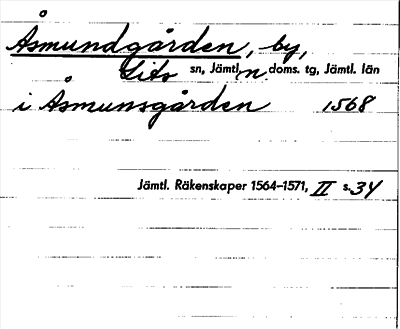 Åsmundgården, by,
Lits sn, Jämtl. n. doms. tg, Jämtl. län
i Åsmunsgården 1568
Jämtl. Räkenskaper 1564–1571, II s. 34